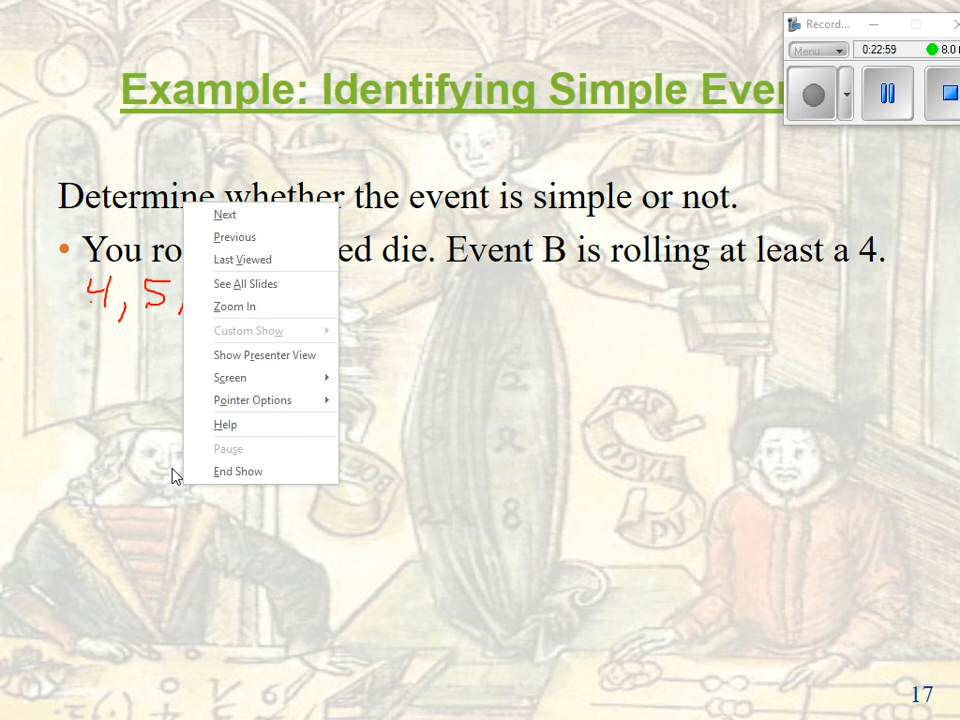 Record...
Menu
0:22:59
8.0
Example: Identifying Simple Eve
Determine whether the event is simple or not.
• You ro ed die. Event B is rolling at least a 4.
4, 5,
Next
Previous
Last Viewed
See All Slides
Zoom In
Custom Show
Show Presenter View
Screen
Pointer Options
Help
Pause
End Show
17